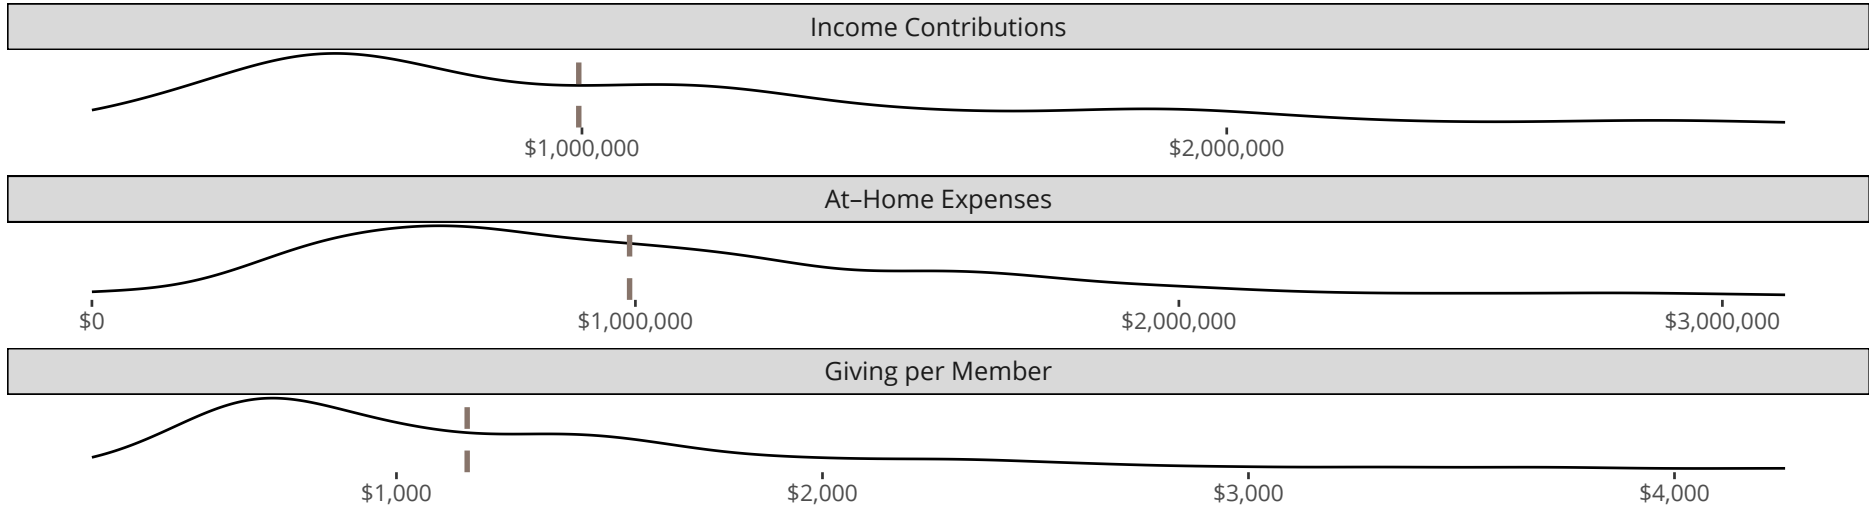 Income Contributions
$1,000,000 $2,000,000
At–Home Expenses
$0 $1,000,000 $2,000,000 $3,000,000
Giving per Member
$1,000 $2,000 $3,000 $4,000